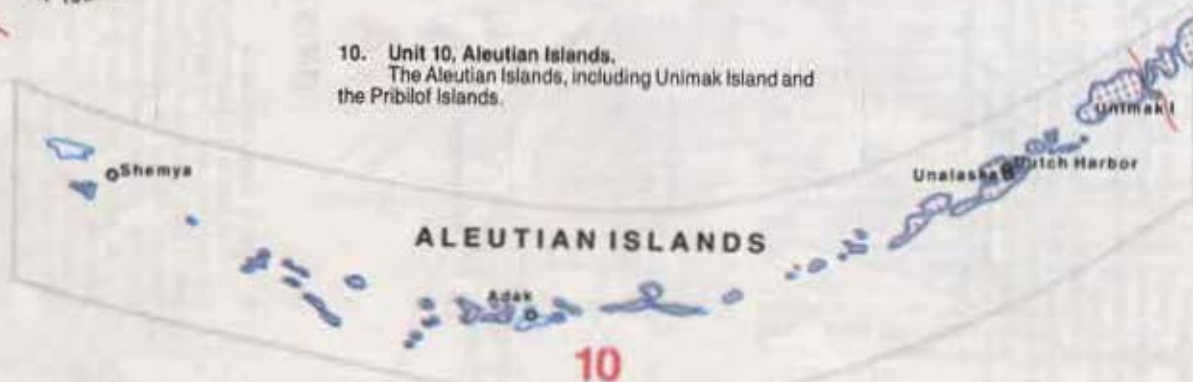 10. Unit 10, Aleutian Islands.
The Aleutian Islands, including Unimak Island and
the Pribilof Islands.
Unimak I
Shemya
Unalaska
Dutch Harbor
ALEUTIAN ISLANDS
Adak
10